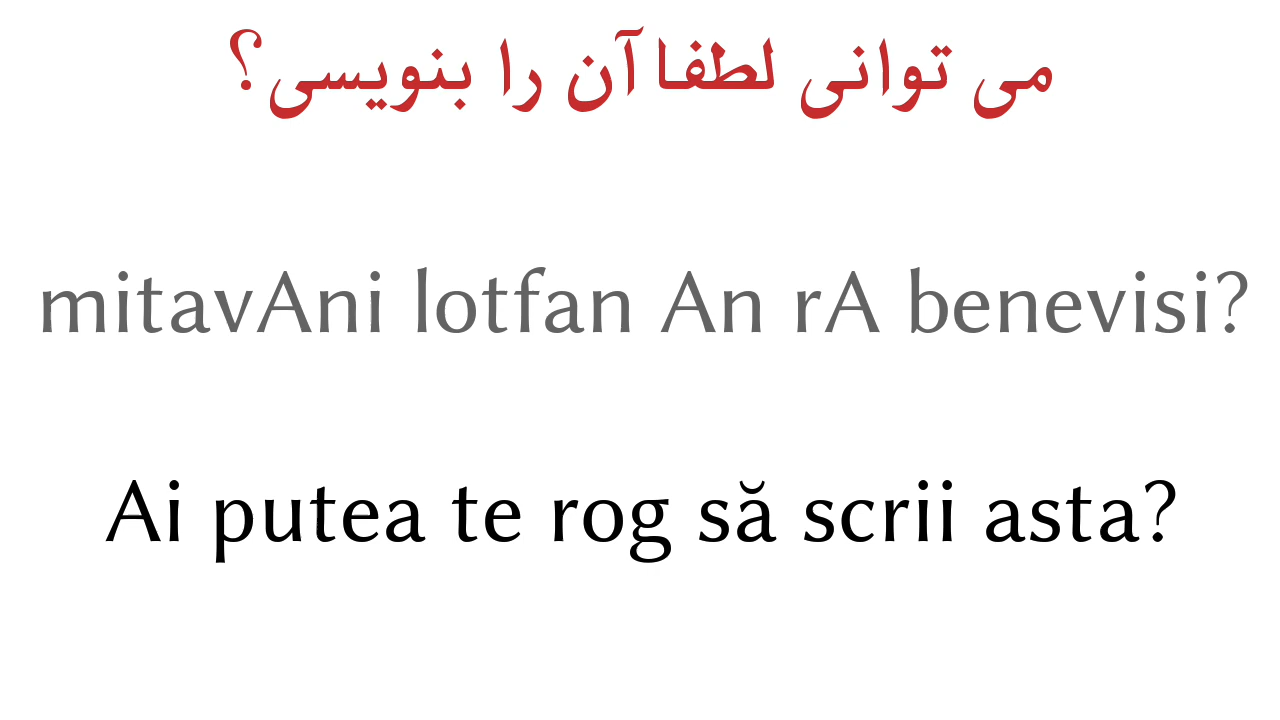 می توانی لطفا آن را بنویسی؟
mitavAni lotfan An rA benevisi?
Ai putea te rog să scrii asta?